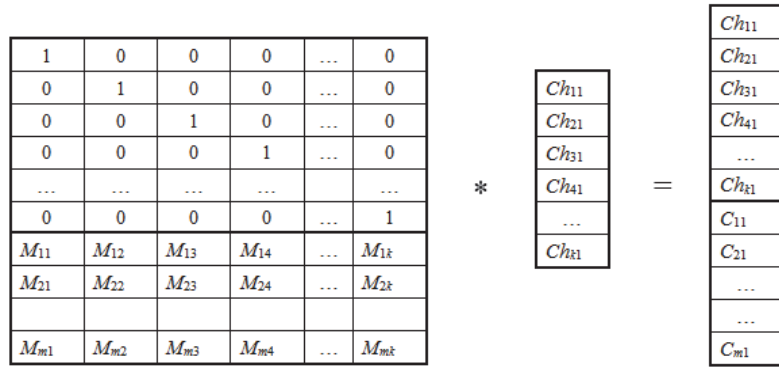 1 0 0 0 … 0
0 1 0 0 … 0
0 0 1 0 … 0
0 0 0 1 … 0
… … … … … …
0 0 0 0 … 1
M11 M12 M13 M14 … M1k
M21 M22 M23 M24 … M2k
Mm1 Mm2 Mm3 Mm4 … Mmk
*
Ch11
Ch21
Ch31
Ch41
…
Chk1
=
Ch11
Ch21
Ch31
Ch41
…
Chk1
C11
C21
…
…
Cm1